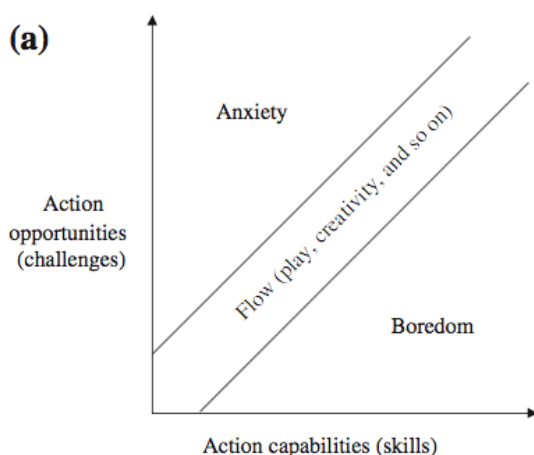 (a)
Anxiety
Action
opportunities
(challenges)
Flow (play, creativity, and so on)
Boredom
Action capabilities (skills)